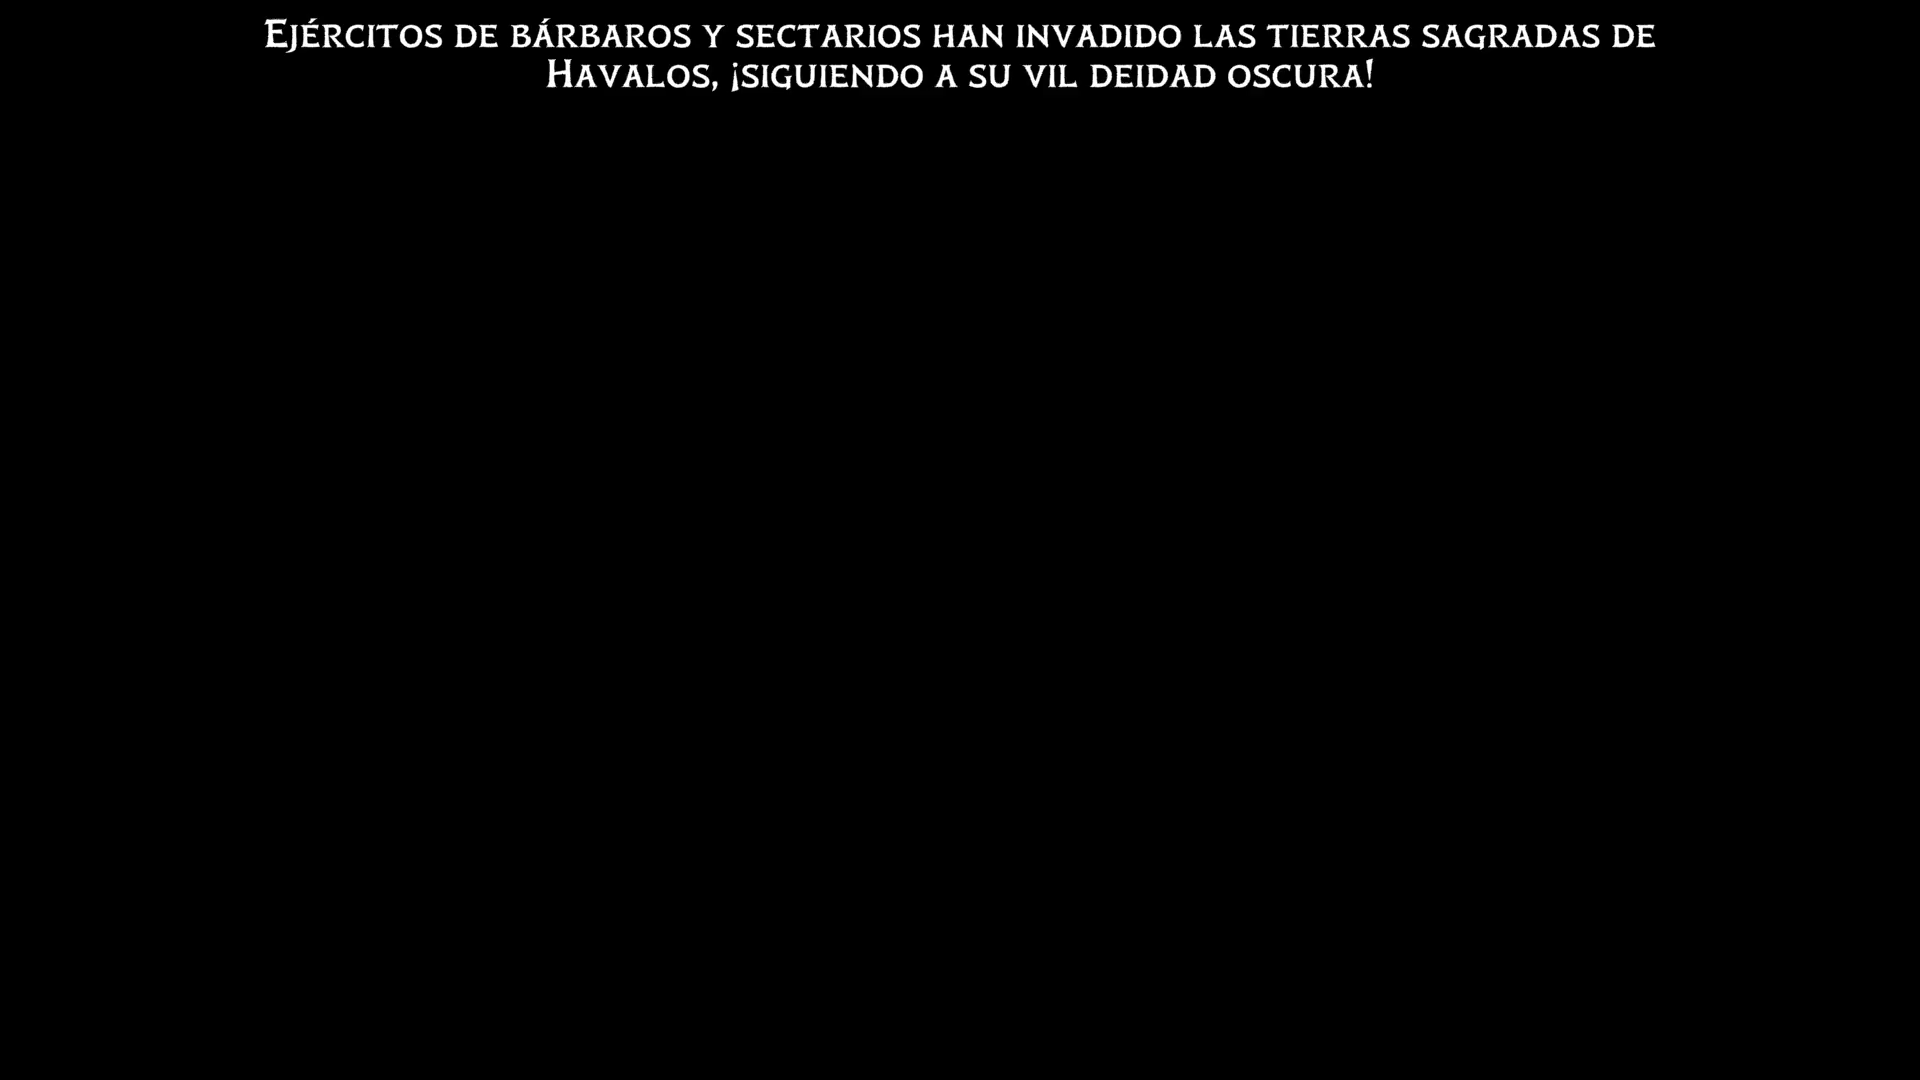 Ejércitos de bárbaros y sectarios han invadido las tierras sagradas de
Havalos, ¡siguiendo a su vil deidad oscura!